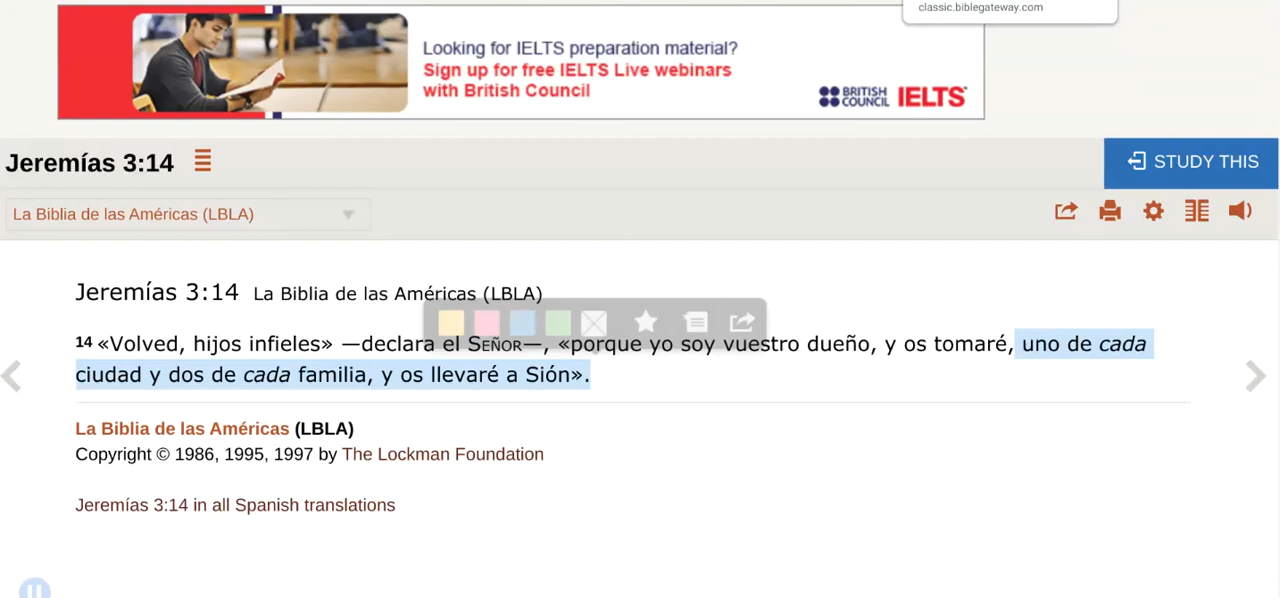 classic.biblegateway.com
Looking for IELTS preparation material?
Sign up for free IELTS Live webinars
with British Council
BRITISH COUNCIL IELTS
Jeremías 3:14
STUDY THIS
La Biblia de las Américas (LBLA)
Jeremías 3:14 La Biblia de las Américas (LBLA)
14 «Volved, hijos infieles» —declara el SEÑOR—, «porque yo soy vuestro dueño, y os tomaré, uno de cada
ciudad y dos de cada familia, y os llevaré a Sión».
La Biblia de las Américas (LBLA)
Copyright © 1986, 1995, 1997 by The Lockman Foundation
Jeremías 3:14 in all Spanish translations